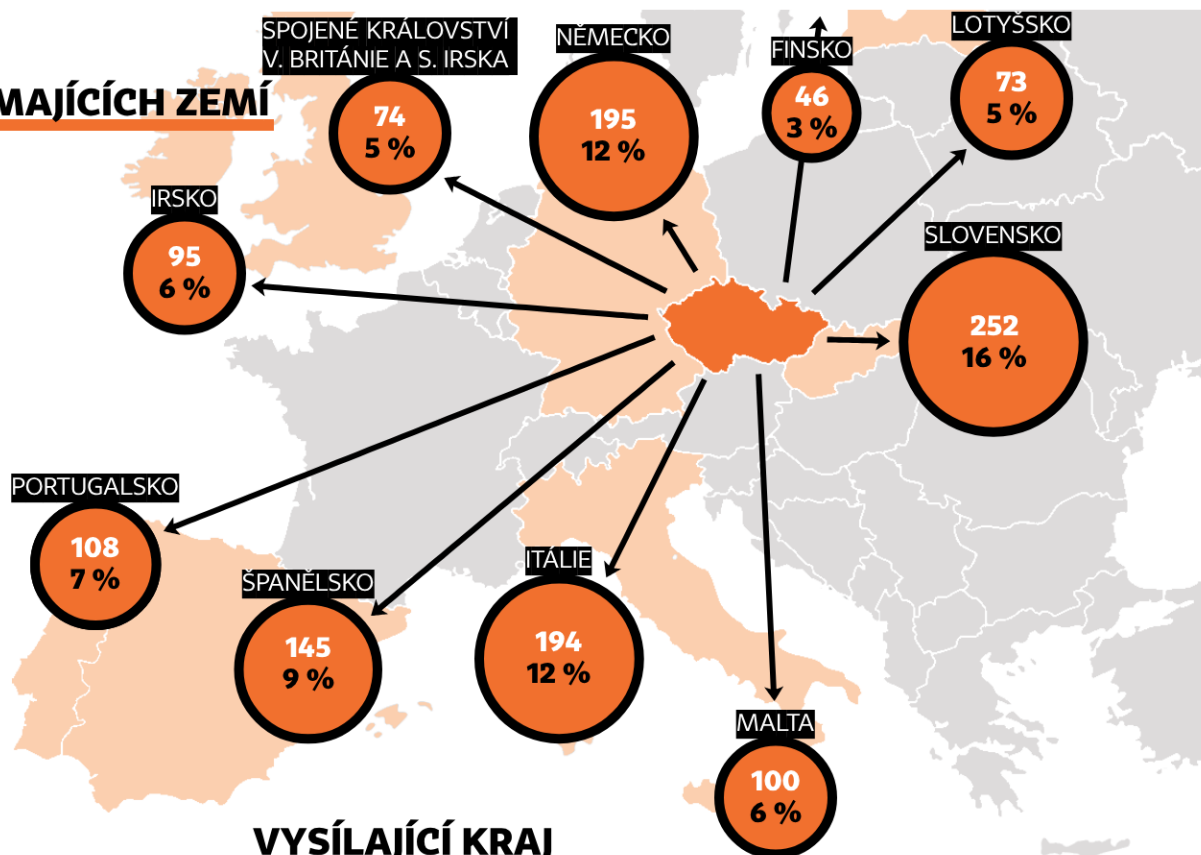 SPOJENÉ KRÁLOVSTVÍ
V. BRITÁNIE A S. IRSKA
74
5 %
NĚMECKO
195
12 %
FINSKO
46
3 %
LOTYŠSKO
73
5 %
MAJÍCÍCH ZEMÍ
IRSKO
95
6 %
SLOVENSKO
252
16 %
PORTUGALSKO
108
7 %
ŠPANĚLSKO
145
9 %
ITÁLIE
194
12 %
MALTA
100
6 %
VYSÍLAJÍCÍ KRAJ